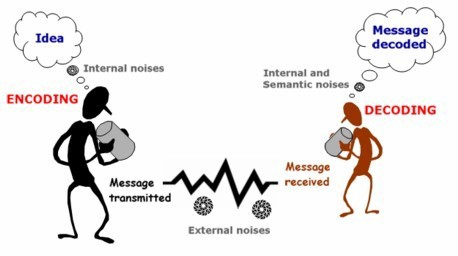 Idea
Internal noises
ENCODING
Message
transmitted
External noises
Message
received
Internal and
Semantic noises
DECODING
Message
decoded